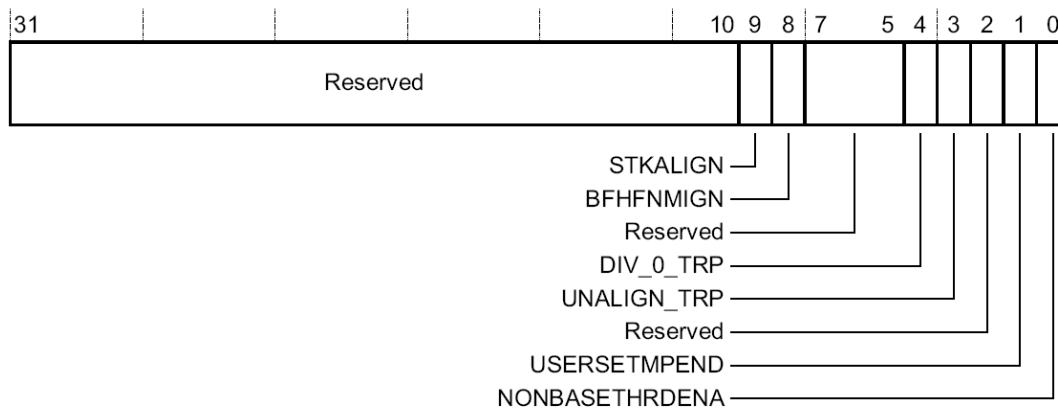 31 10 9 8 7 5 4 3 2 1 0
Reserved
STKALIGN
BFHFNMIGN
Reserved
DIV_0_TRP
UNALIGN_TRP
Reserved
USERSETMPEND
NONBASETHRDENA